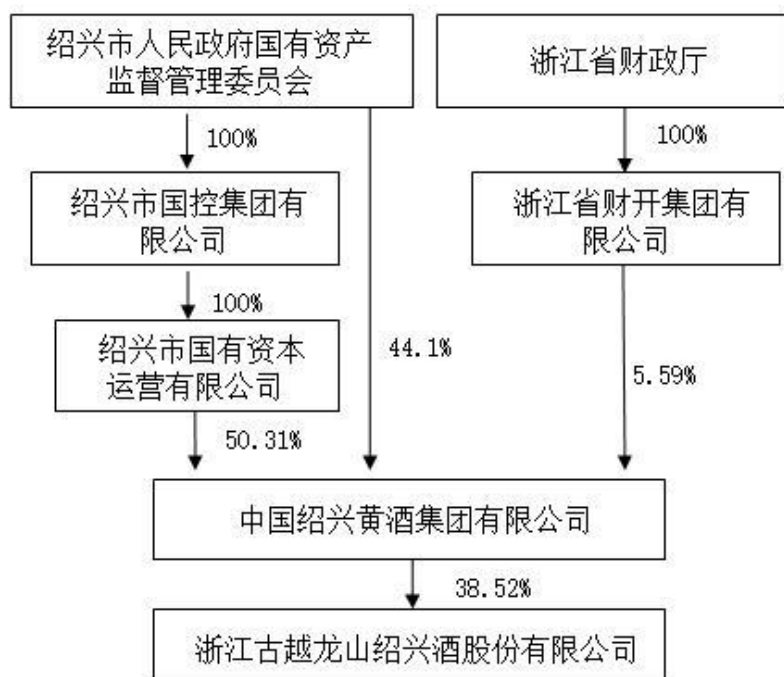 绍兴市人民政府国有资产
监督管理委员会
浙江省财政厅
100%
100%
绍兴市国控集团有
限公司
浙江省财开集团有
限公司
100%
绍兴市国有资本
运营有限公司
44.1%
5.59%
50.31%
中国绍兴黄酒集团有限公司
38.52%
浙江古越龙山绍兴酒股份有限公司